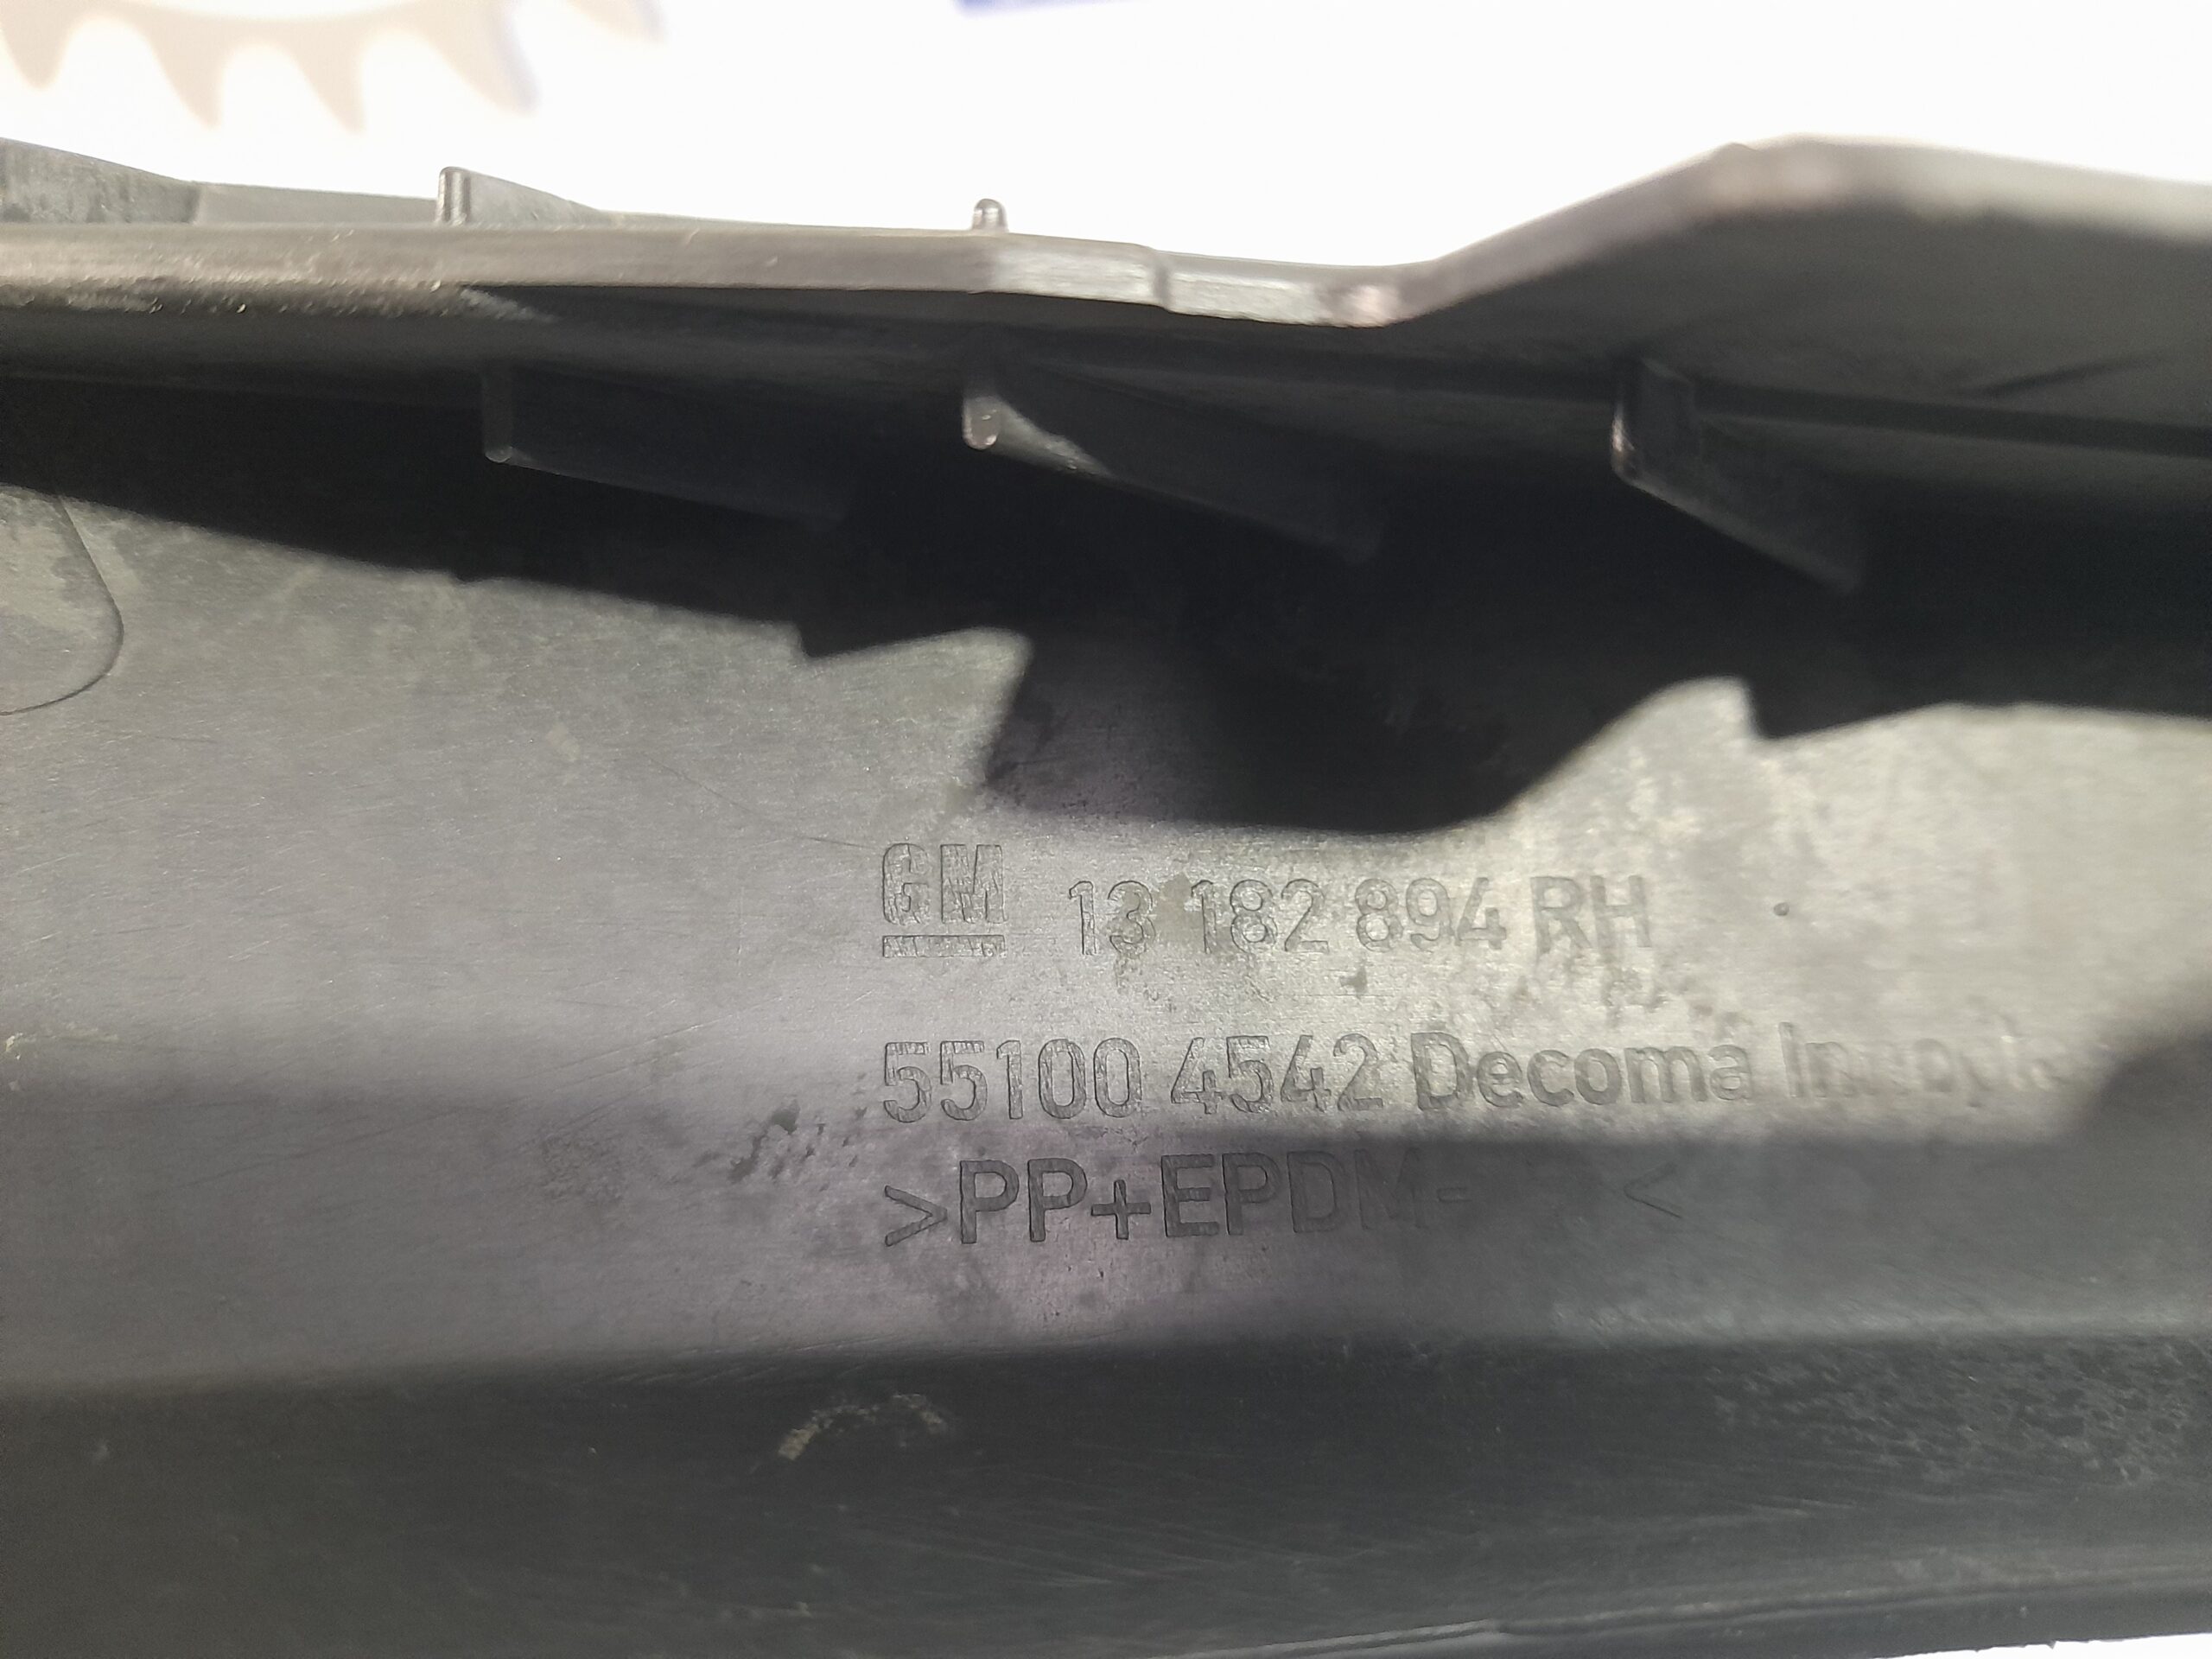 GM 13 182 894 RH
55100 4542 Decoma
>PP+EPDM- <